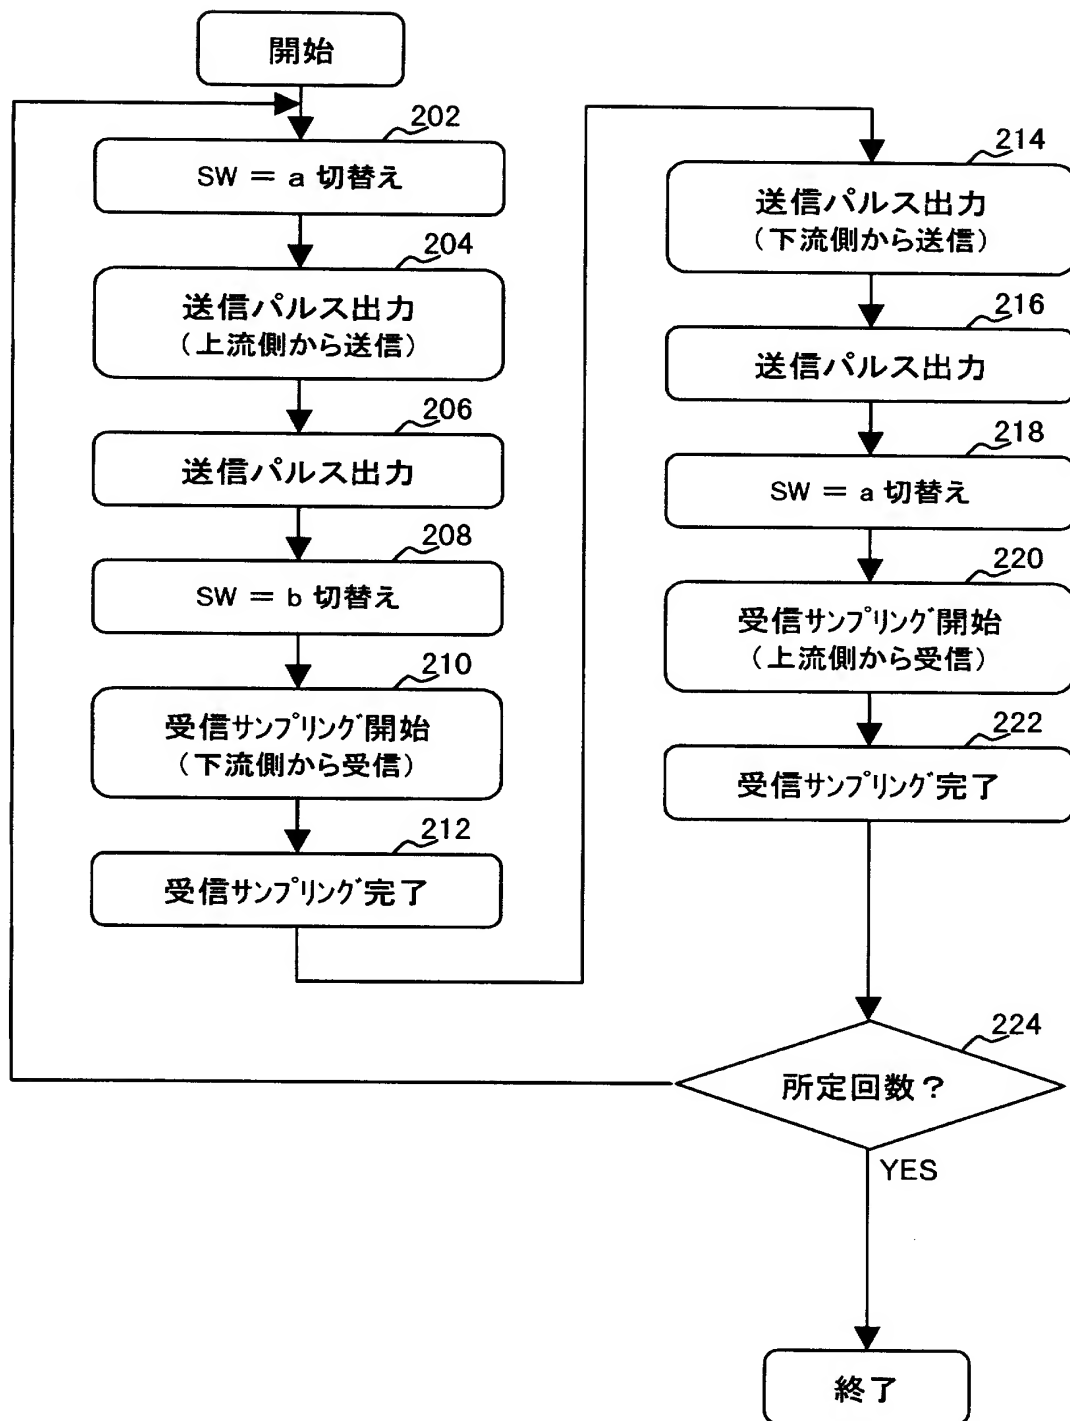 開始
202
SW = a 切替え
204
送信パルス出力
(上流側から送信)
206
送信パルス出力
208
SW = b 切替え
210
受信ｻﾝﾌﾟﾘﾝｸﾞ開始
(下流側から受信)
212
受信ｻﾝﾌﾟﾘﾝｸﾞ完了
214
送信パルス出力
(下流側から送信)
216
送信パルス出力
218
SW = a 切替え
220
受信ｻﾝﾌﾟﾘﾝｸﾞ開始
(上流側から受信)
222
受信ｻﾝﾌﾟﾘﾝｸﾞ完了
224
所定回数？
YES
終了